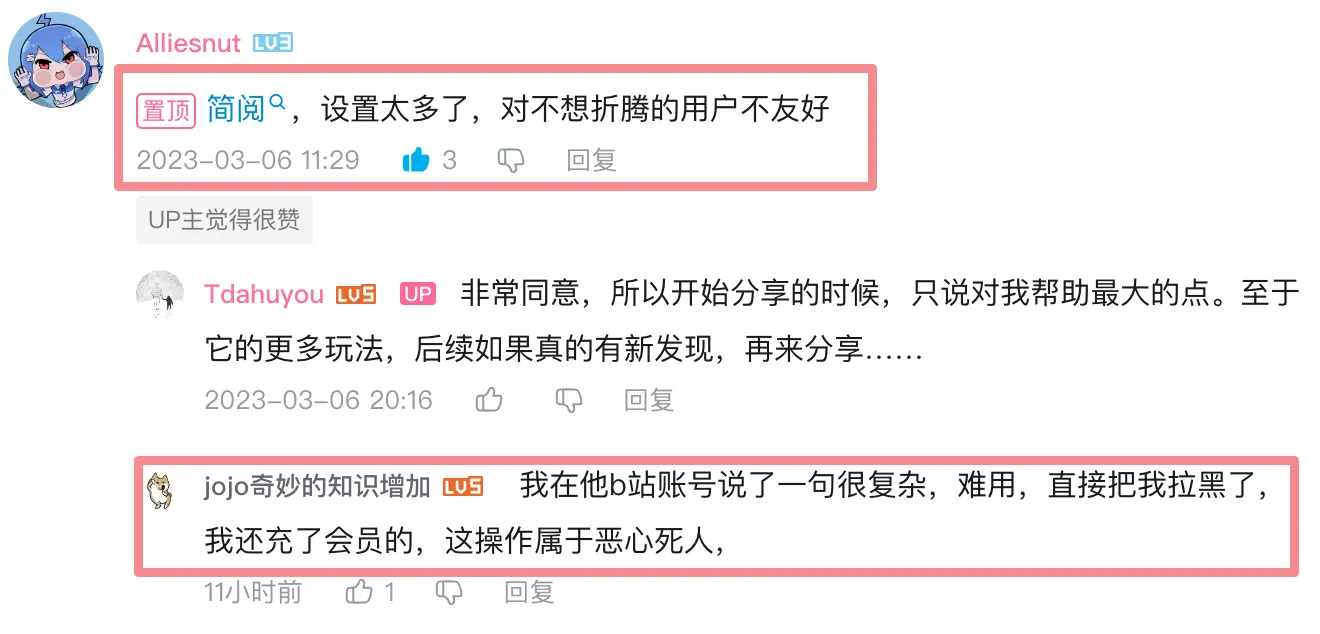 Alliesnut LV3
置顶 简阅，设置太多了，对不想折腾的用户不友好
2023-03-06 11:29 3 回复
UP主觉得很赞
Tdahuyou LV5 UP 非常同意，所以开始分享的时候，只说对我帮助最大的点。至于
它的更多玩法，后续如果真的有新发现，再来分享……
2023-03-06 20:16 回复
jojo奇妙的知识增加 LV5 我在他b站账号说了一句很复杂，难用，直接把我拉黑了，
我还充了会员的，这操作属于恶心死人，
11小时前 1 回复